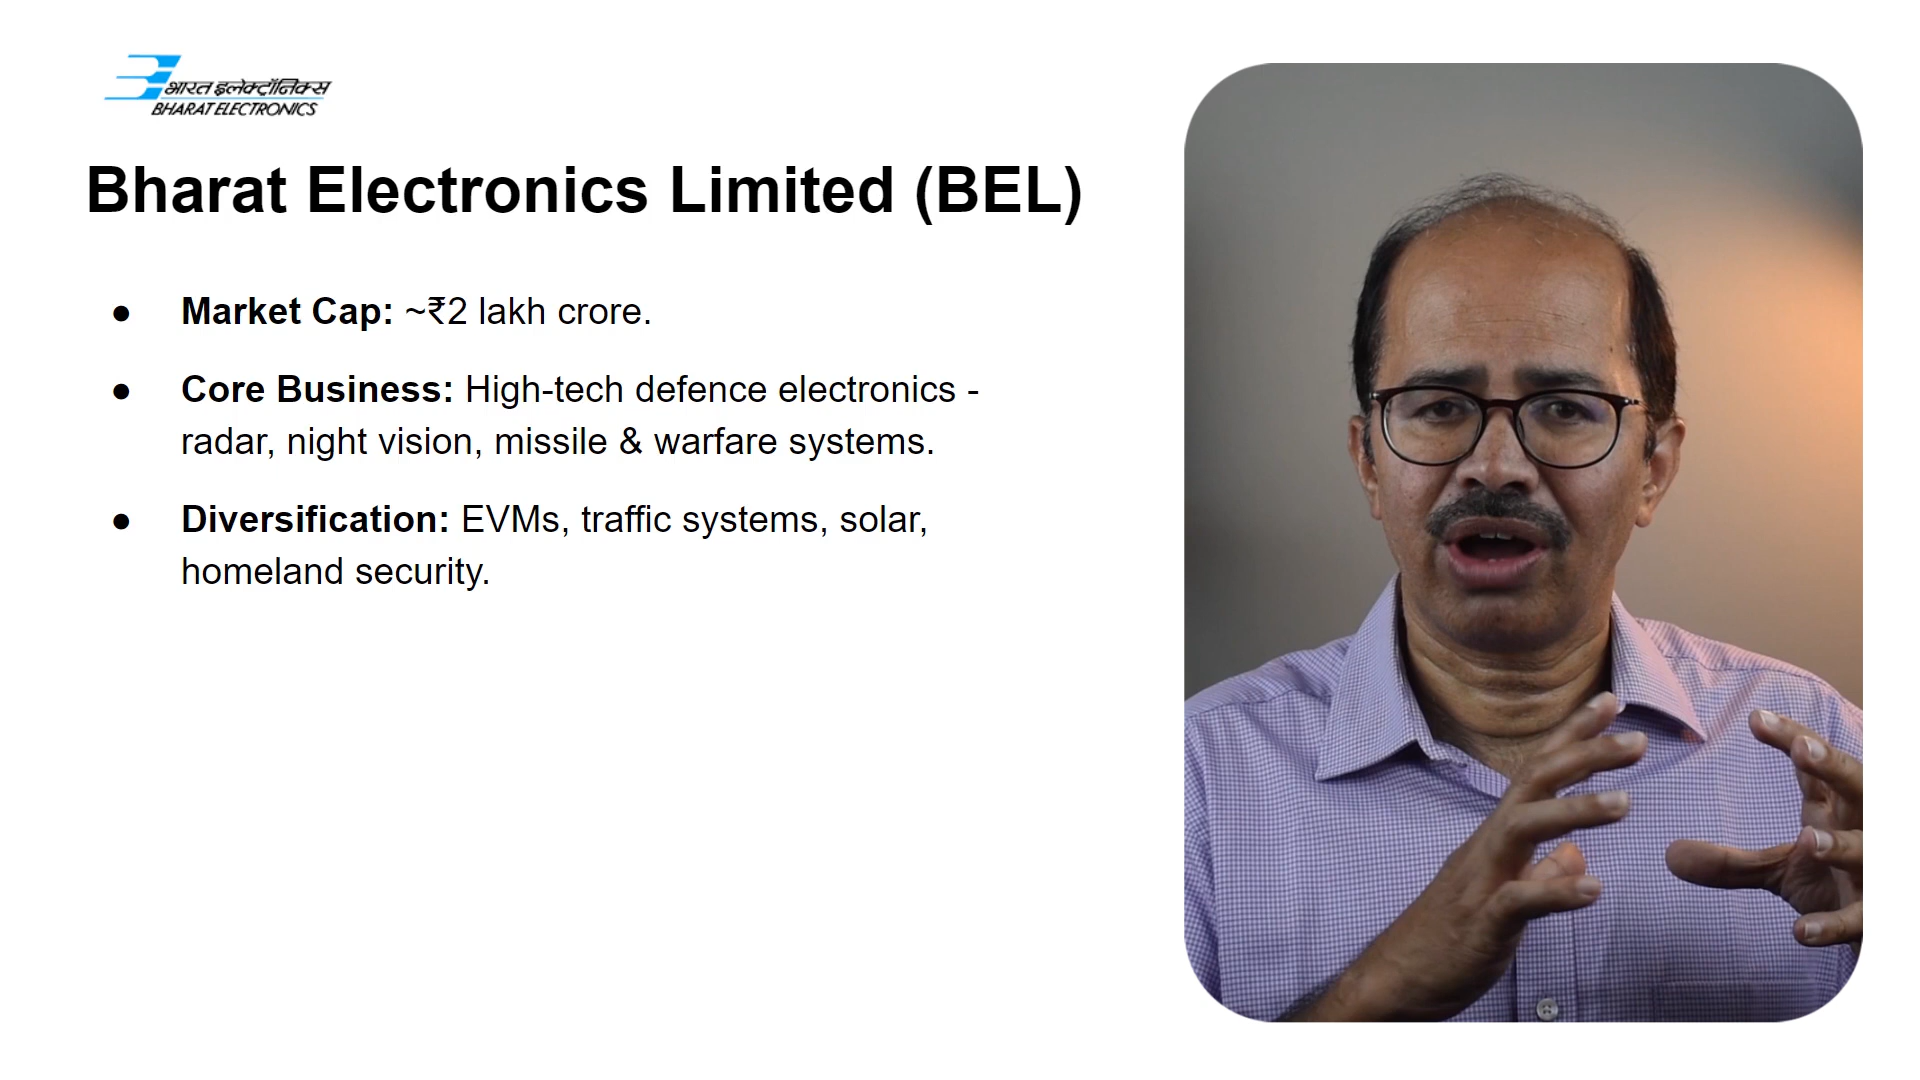 भारत इलेक्ट्रॉनिक्स
BHARAT ELECTRONICS
Bharat Electronics Limited (BEL)
● Market Cap: ~₹2 lakh crore.
● Core Business: High-tech defence electronics -
radar, night vision, missile & warfare systems.
● Diversification: EVMs, traffic systems, solar,
homeland security.